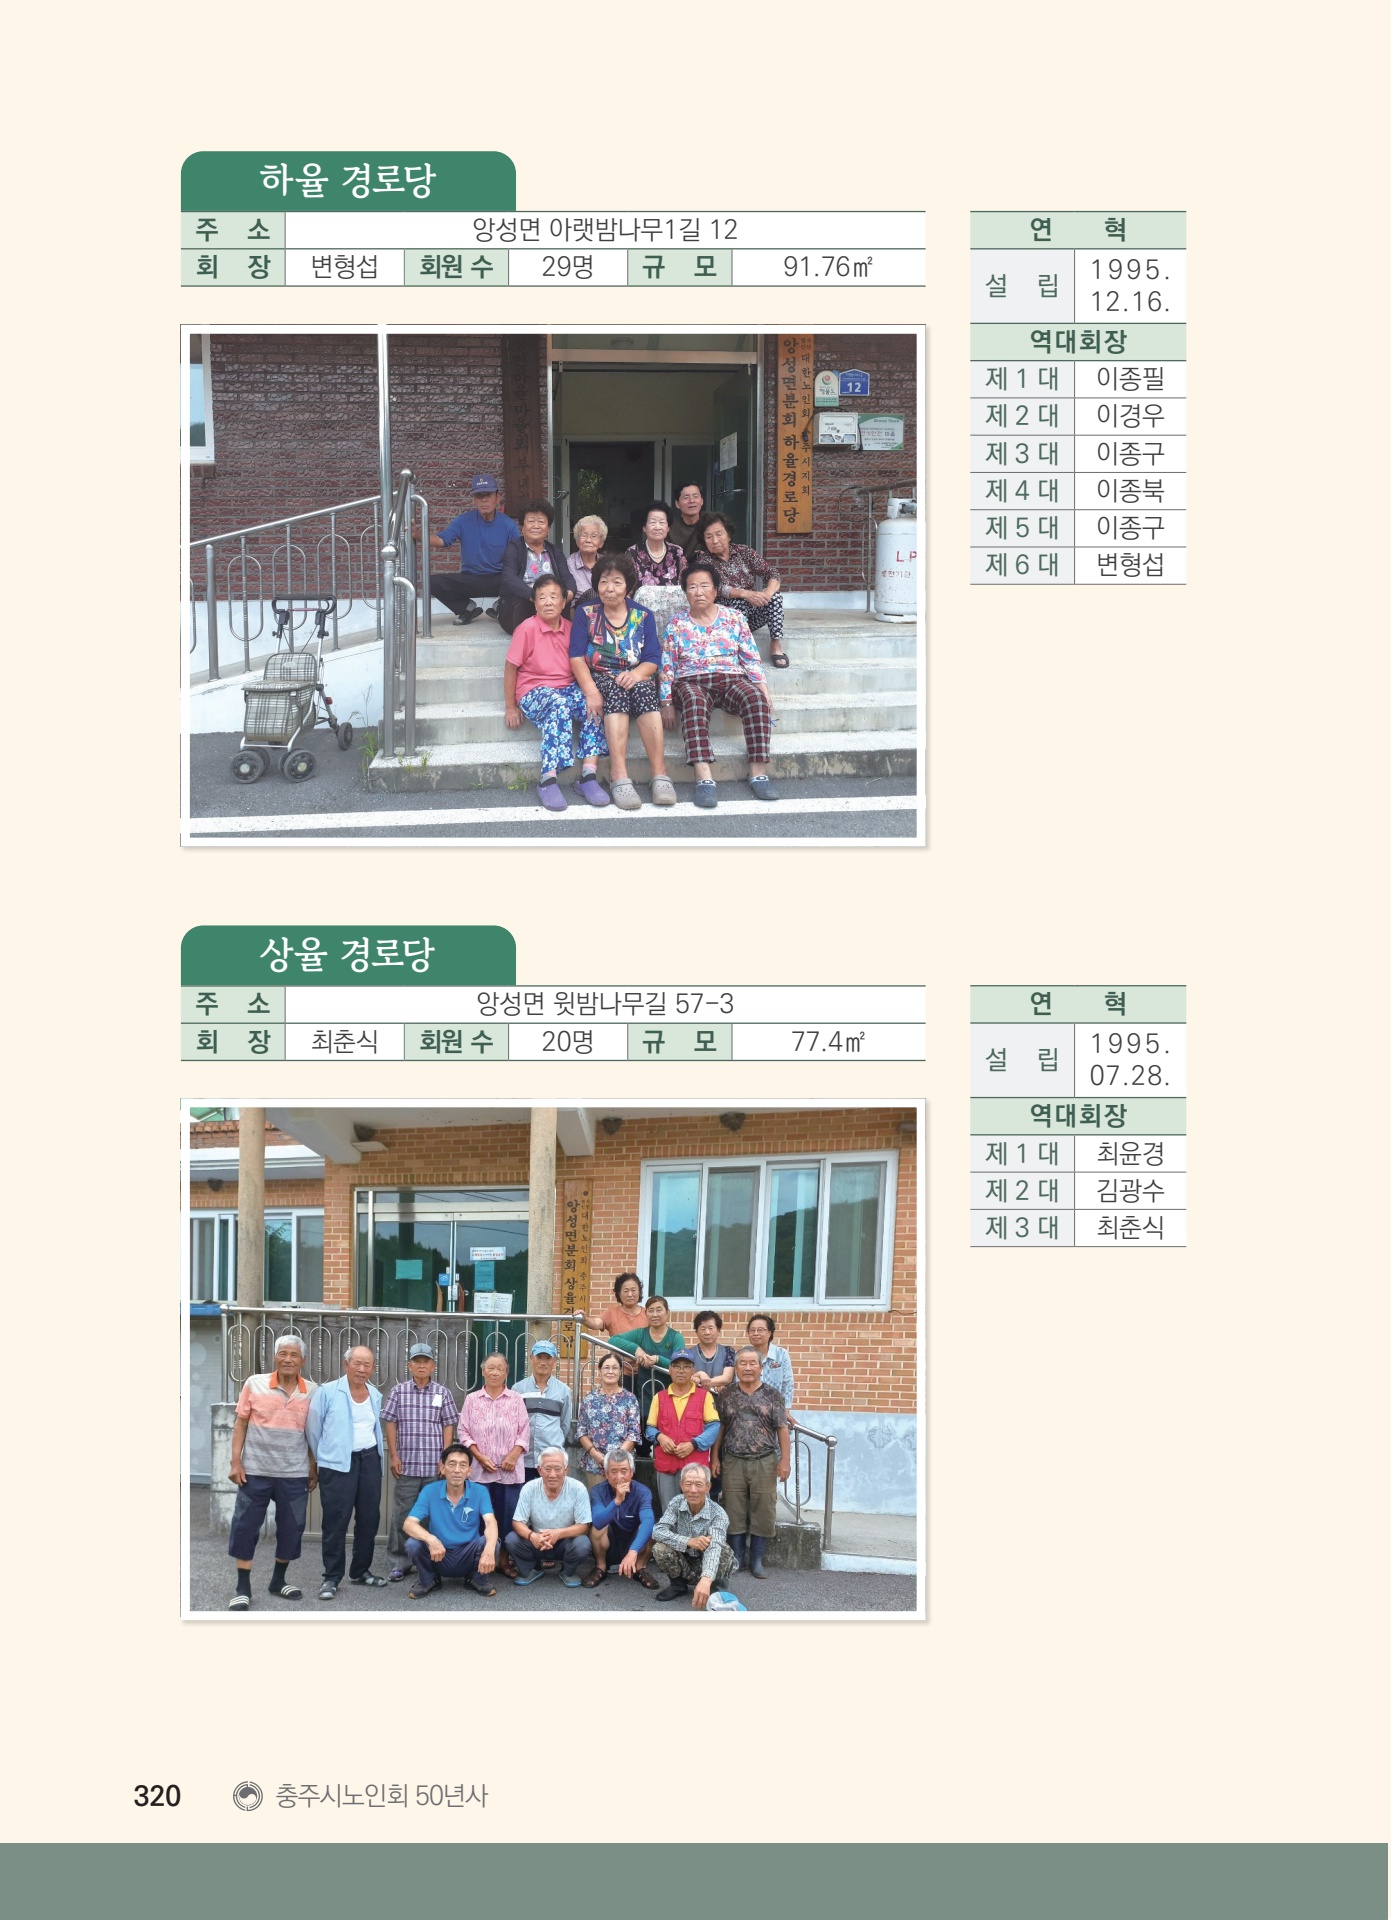 하율 경로당
주 소 앙성면 아랫밤나무1길 12
회 장 변형섭 회원 수 29명 규 모 91.76㎡
연 혁
설 립 1995.
12.16.
역대회장
제 1 대 이종필
제 2 대 이경우
제 3 대 이종구
제 4 대 이종북
제 5 대 이종구
제 6 대 변형섭
대한노인회 충주시지회
앙성면분회 하율경로당
12
LP
상율 경로당
주 소 앙성면 윗밤나무길 57-3
회 장 최춘식 회원 수 20명 규 모 77.4㎡
연 혁
설 립 1995.
07.28.
역대회장
제 1 대 최윤경
제 2 대 김광수
제 3 대 최춘식
대한노인회 충주시
앙성면분회 상율경로당
320 충주시노인회 50년사